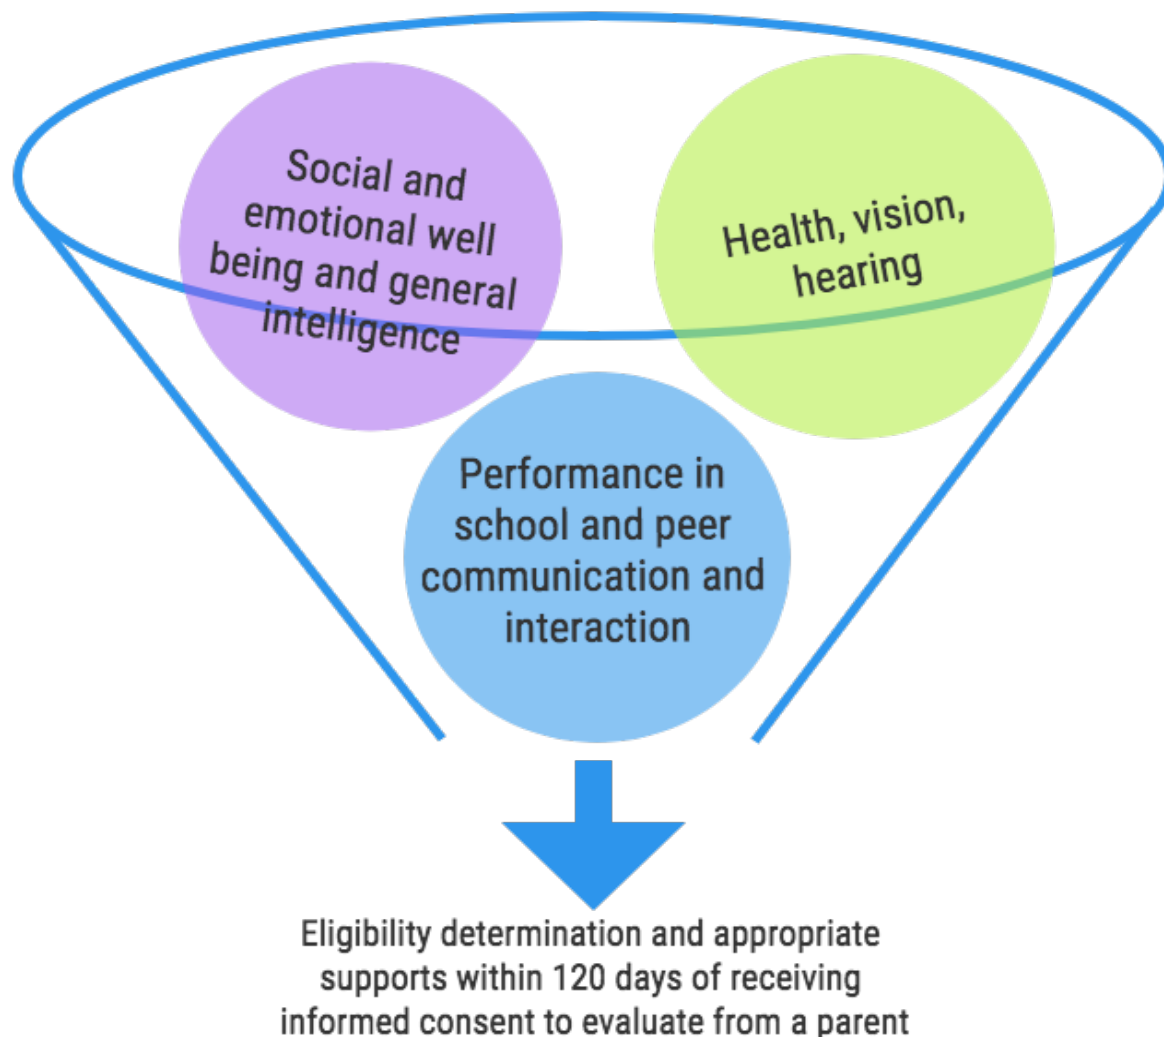 Social and
emotional well
being and general
intelligence
Health, vision,
hearing
Performance in
school and peer
communication and
interaction
Eligibility determination and appropriate
supports within 120 days of receiving
informed consent to evaluate from a parent